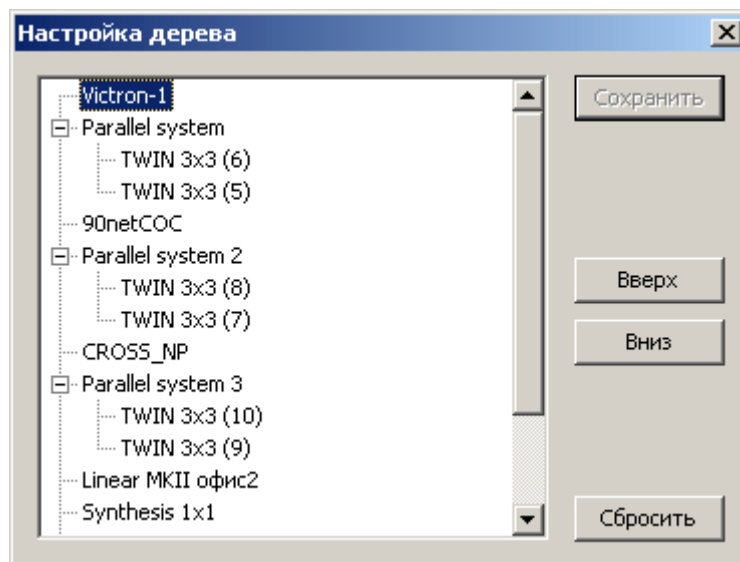 Настройка дерева
Victron-1
Сохранить
Parallel system
TWIN 3x3 (6)
TWIN 3x3 (5)
90netCOC
Parallel system 2
TWIN 3x3 (8)
Вверх
TWIN 3x3 (7)
CROSS_NP
Вниз
Parallel system 3
TWIN 3x3 (10)
TWIN 3x3 (9)
Linear MKII офис2
Synthesis 1x1
Сбросить